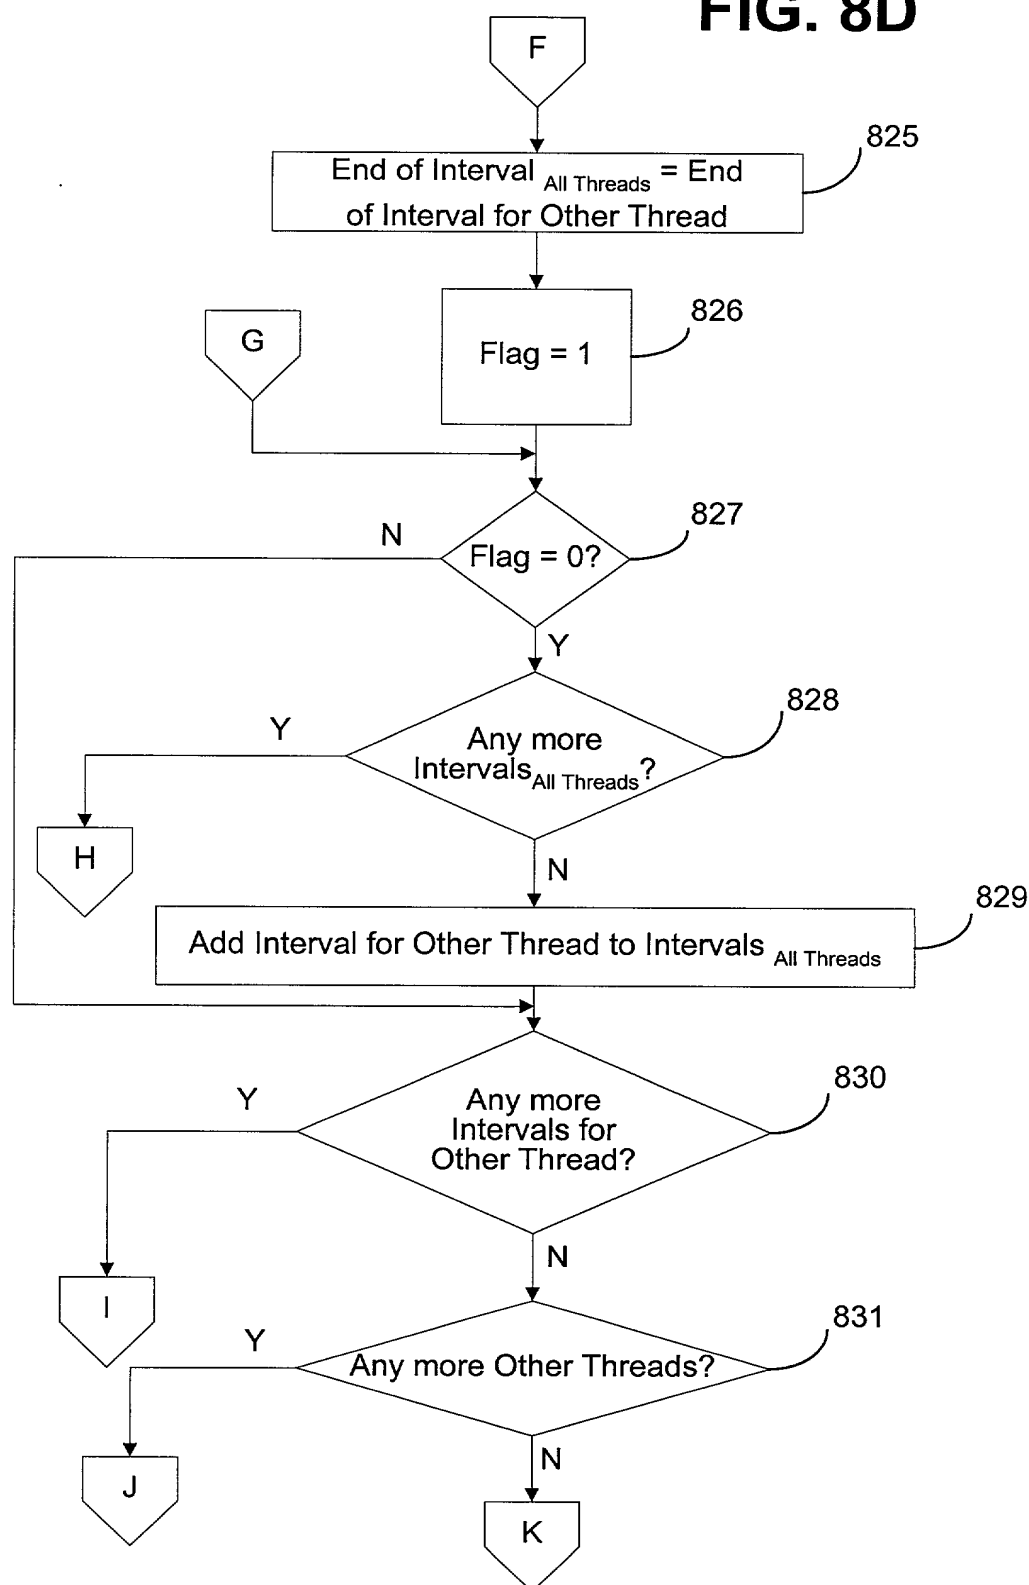 FIG. 8D
F
825
End of Interval All Threads = End
of Interval for Other Thread
826
G
Flag = 1
827
N
Flag = 0?
Y
828
Y
Any more
Intervals All Threads?
H
N
829
Add Interval for Other Thread to Intervals All Threads
830
Y
Any more
Intervals for
Other Thread?
N
I
831
Y
Any more Other Threads?
N
J
K